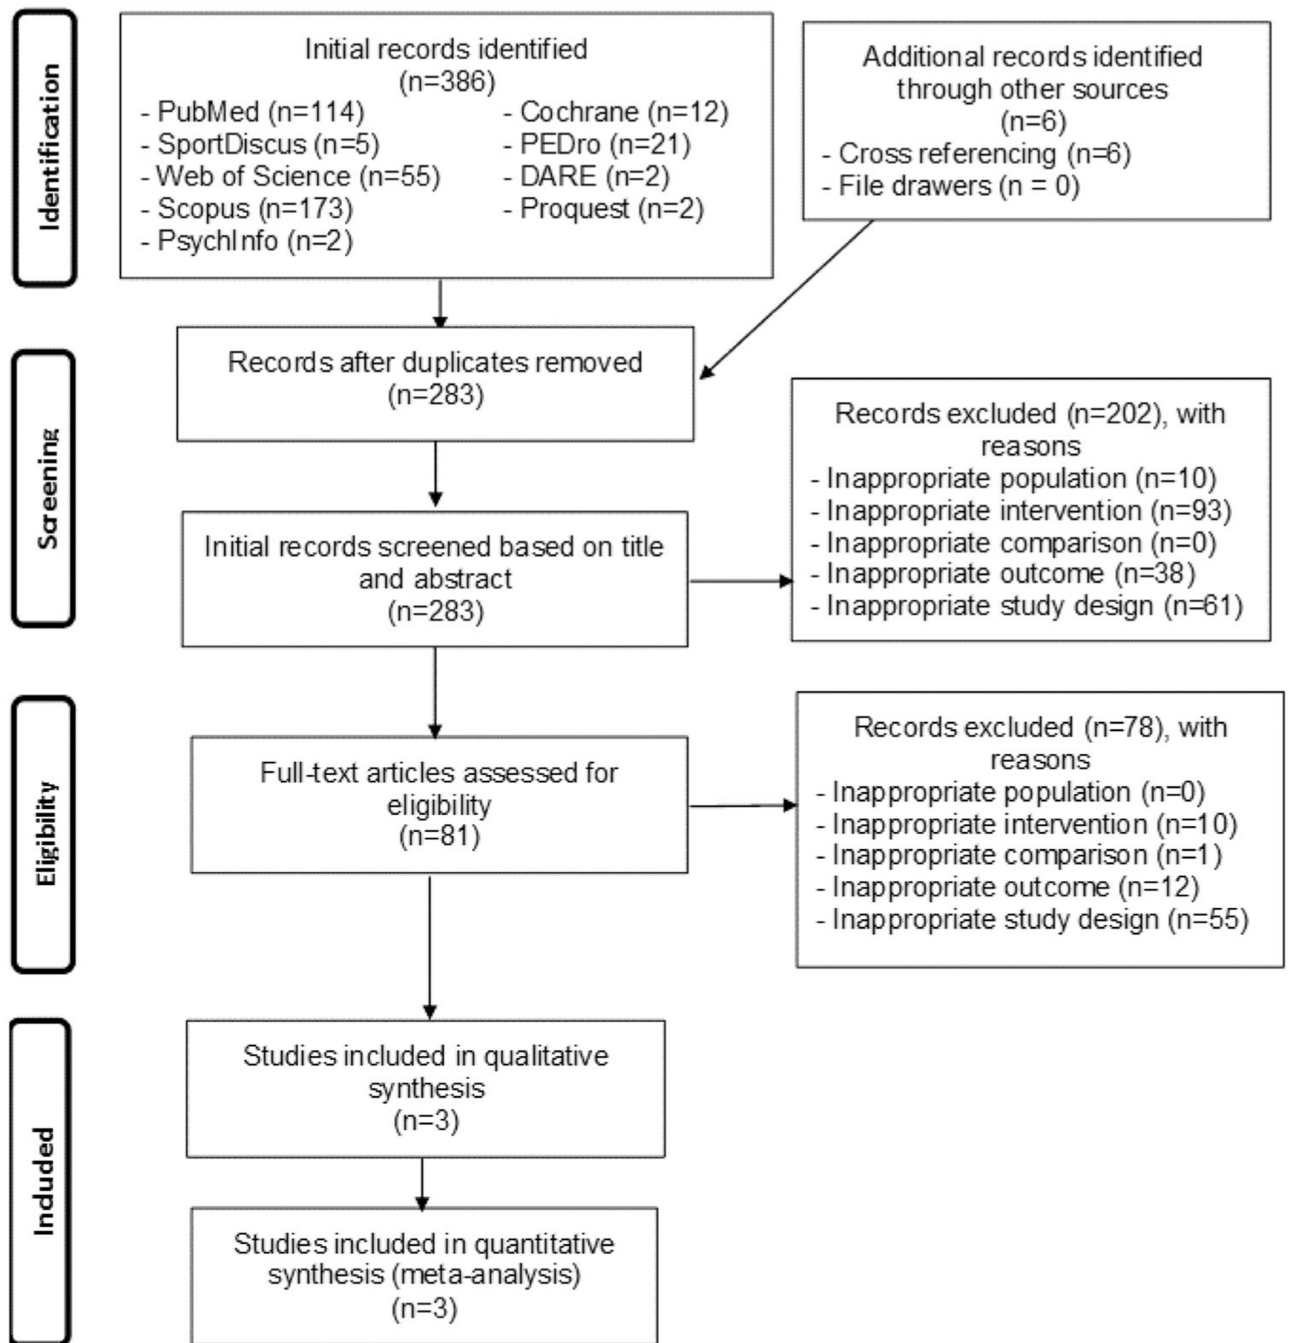 Identification
Initial records identified
(n=386)
- PubMed (n=114)
- SportDiscus (n=5)
- Web of Science (n=55)
- Scopus (n=173)
- PsychInfo (n=2)
- Cochrane (n=12)
- PEDro (n=21)
- DARE (n=2)
- Proquest (n=2)
Additional records identified
through other sources
(n=6)
- Cross referencing (n=6)
- File drawers (n = 0)
Screening
Records after duplicates removed
(n=283)
Initial records screened based on title
and abstract
(n=283)
Records excluded (n=202), with
reasons
- Inappropriate population (n=10)
- Inappropriate intervention (n=93)
- Inappropriate comparison (n=0)
- Inappropriate outcome (n=38)
- Inappropriate study design (n=61)
Eligibility
Full-text articles assessed for
eligibility
(n=81)
Records excluded (n=78), with
reasons
- Inappropriate population (n=0)
- Inappropriate intervention (n=10)
- Inappropriate comparison (n=1)
- Inappropriate outcome (n=12)
- Inappropriate study design (n=55)
Included
Studies included in qualitative
synthesis
(n=3)
Studies included in quantitative
synthesis (meta-analysis)
(n=3)